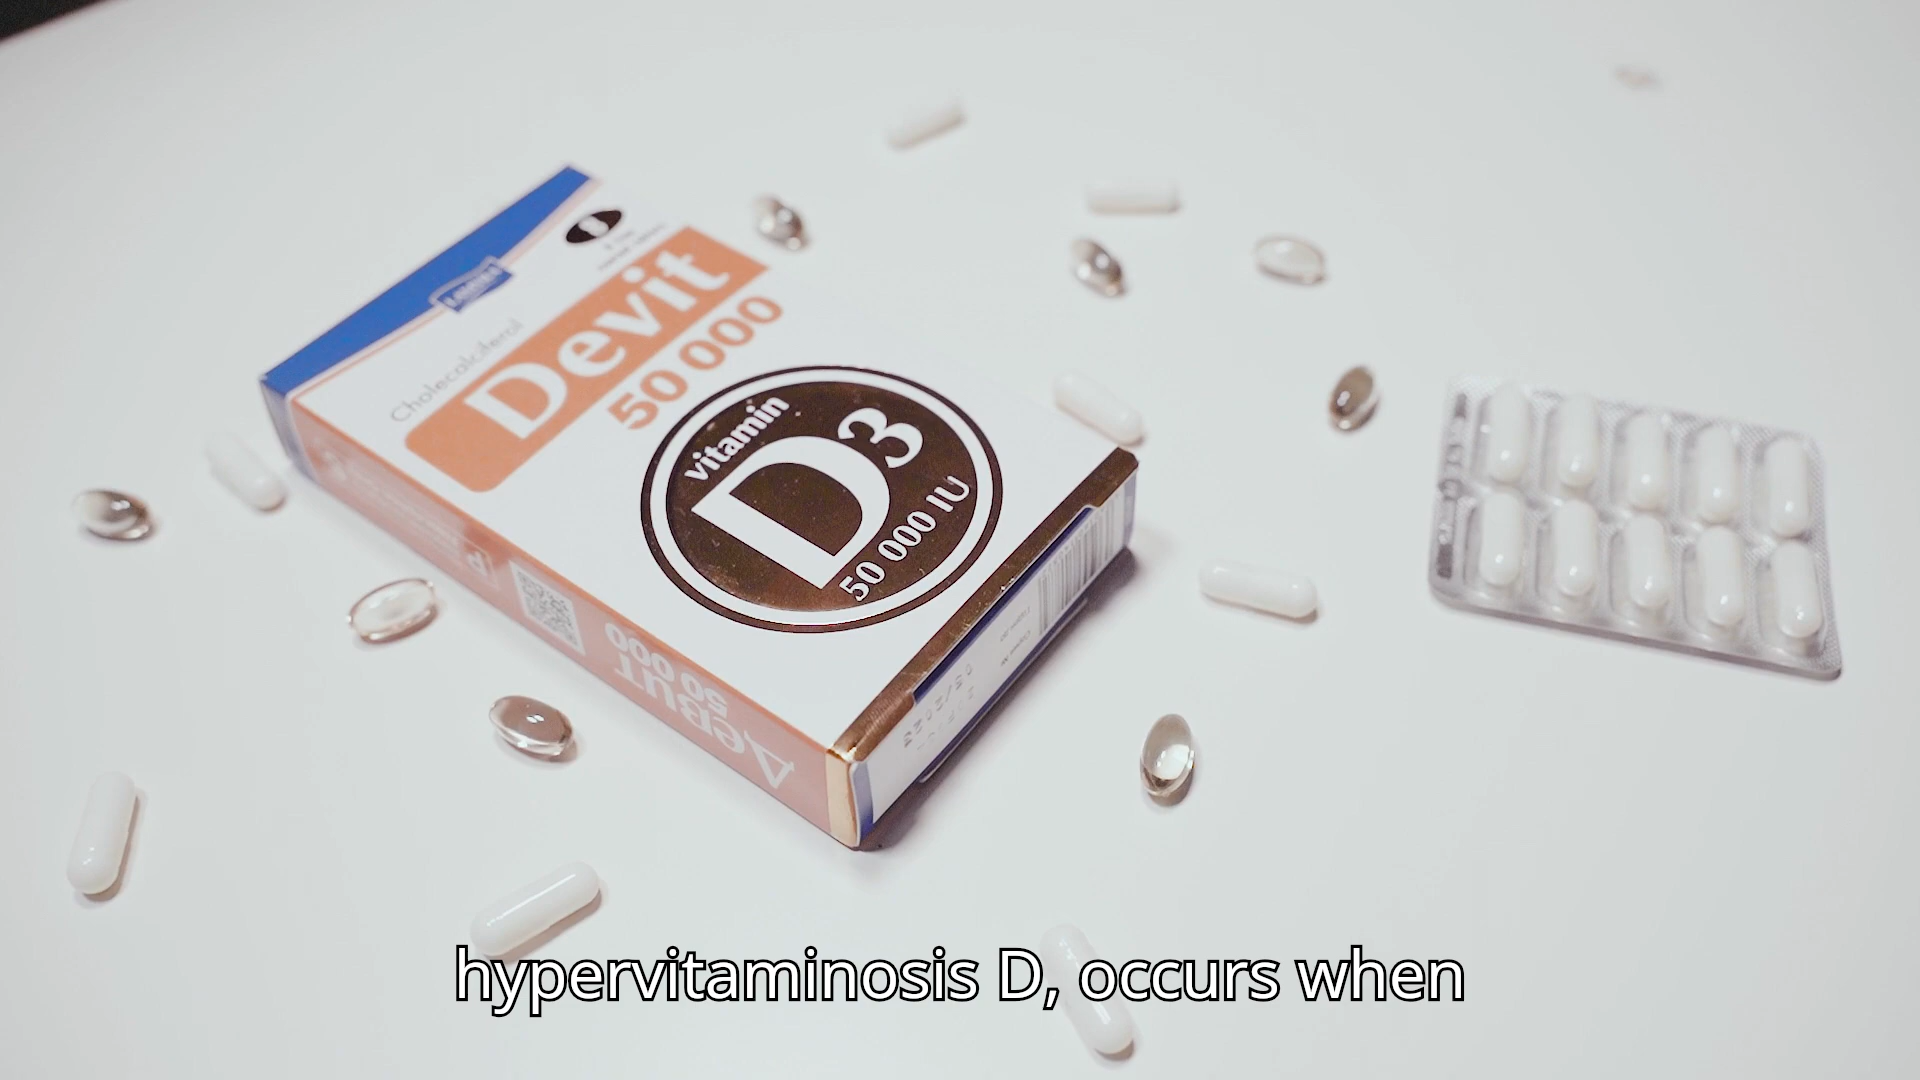 Cholecalciferol
Devit
50 000
vitamin
D3
50 000 IU
Девит
50 000
hypervitaminosis D, occurs when